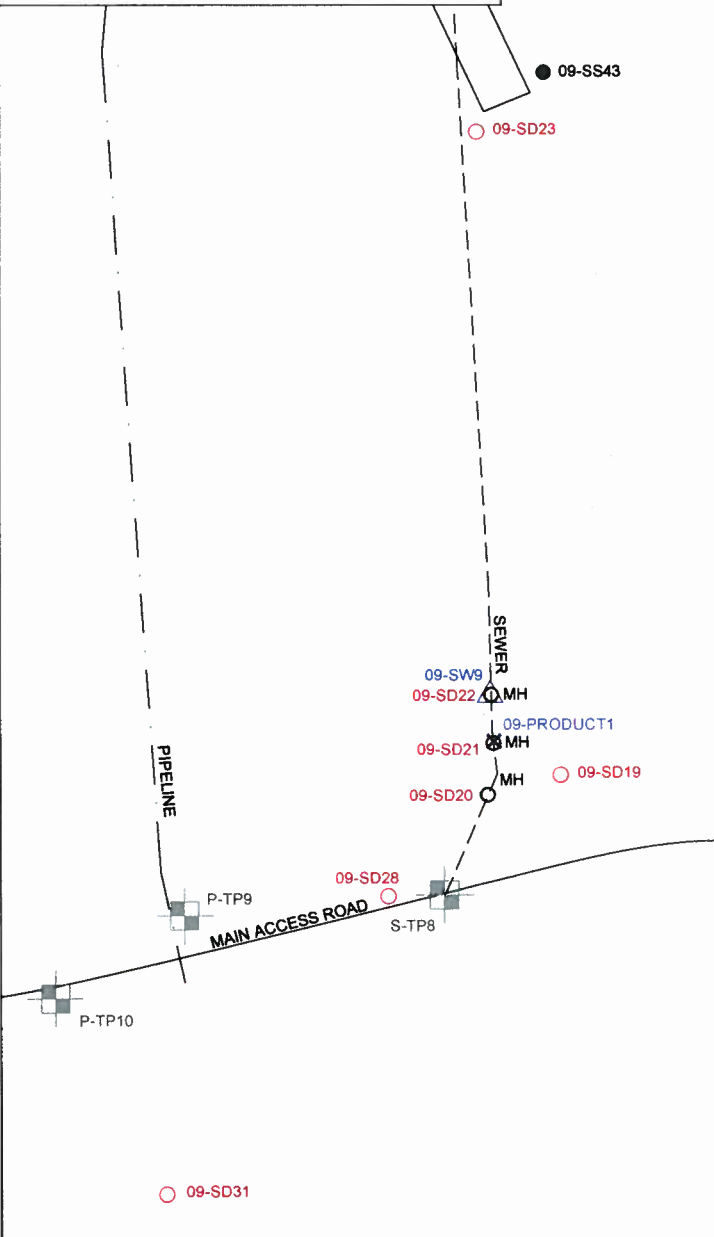 09-SS43
09-SD23
SEWER
09-SW9
09-SD22
MH
09-PRODUCT1
09-SD21
MH
PIPELINE
MH
09-SD19
09-SD20
09-SD28
P-TP9
MAIN ACCESS ROAD
S-TP8
P-TP10
09-SD31